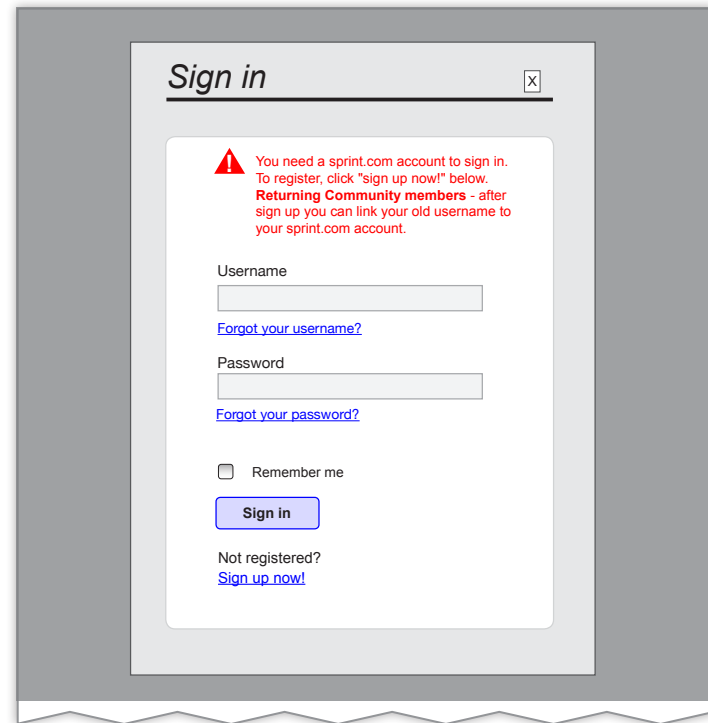 Sign in
X
You need a sprint.com account to sign in.
To register, click "sign up now!" below.
Returning Community members - after
sign up you can link your old username to
your sprint.com account.
Username
Forgot your username?
Password
Forgot your password?
Remember me
Sign in
Not registered?
Sign up now!